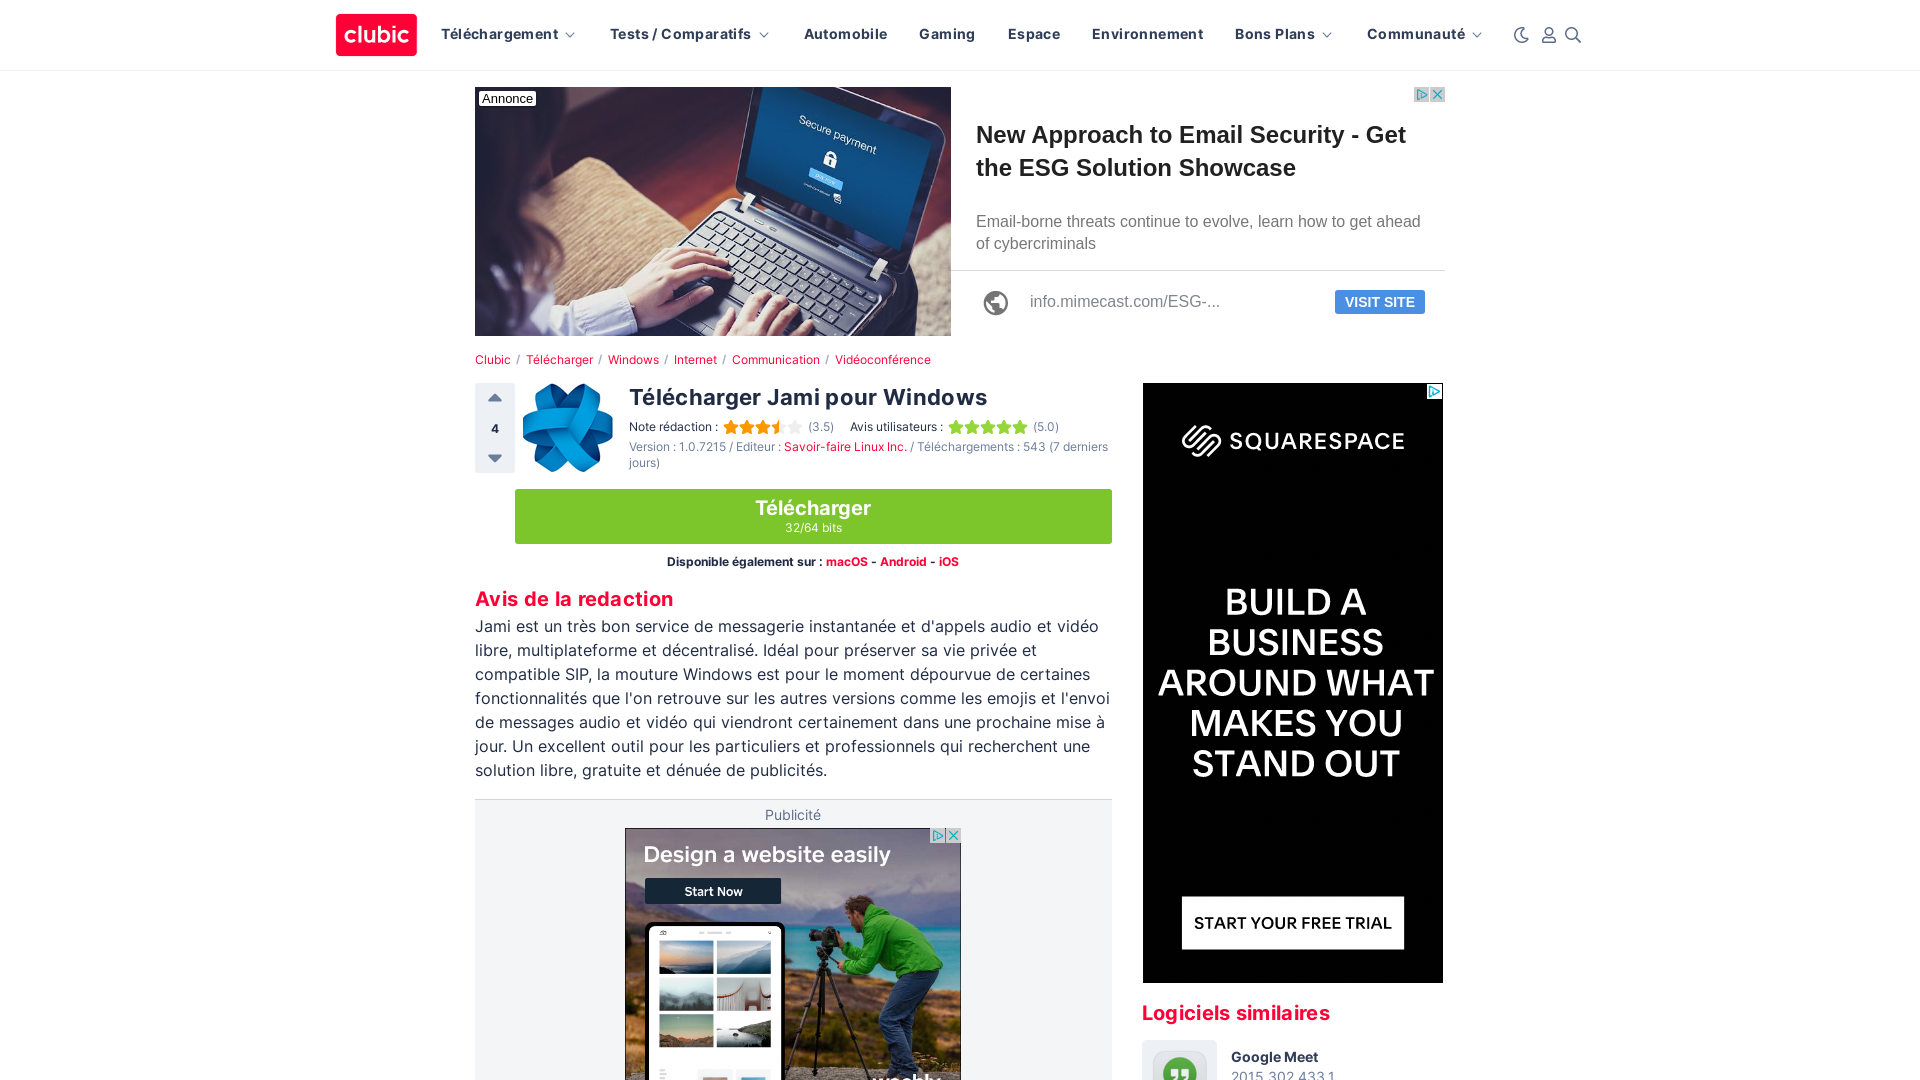 clubic
Téléchargement
Tests / Comparatifs
Automobile
Gaming
Espace
Environnement
Bons Plans
Communauté
Annonce
Secure payment
New Approach to Email Security - Get
the ESG Solution Showcase
Email-borne threats continue to evolve, learn how to get ahead
of cybercriminals
info.mimecast.com/ESG-...
VISIT SITE
Clubic / Télécharger / Windows / Internet / Communication / Vidéoconférence
4
Télécharger Jami pour Windows
Note rédaction : (3.5) Avis utilisateurs : (5.0)
Version : 1.0.7215 / Editeur : Savoir-faire Linux Inc. / Téléchargements : 543 (7 derniers
jours)
Télécharger
32/64 bits
Disponible également sur : macOS - Android - iOS
Avis de la redaction
Jami est un très bon service de messagerie instantanée et d'appels audio et vidéo
libre, multiplateforme et décentralisé. Idéal pour préserver sa vie privée et
compatible SIP, la mouture Windows est pour le moment dépourvue de certaines
fonctionnalités que l'on retrouve sur les autres versions comme les emojis et l'envoi
de messages audio et vidéo qui viendront certainement dans une prochaine mise à
jour. Un excellent outil pour les particuliers et professionnels qui recherchent une
solution libre, gratuite et dénuée de publicités.
Publicité
Design a website easily
Start Now
weebly
SQUARESPACE
BUILD A
BUSINESS
AROUND WHAT
MAKES YOU
STAND OUT
START YOUR FREE TRIAL
Logiciels similaires
Google Meet
2015.302.433.1